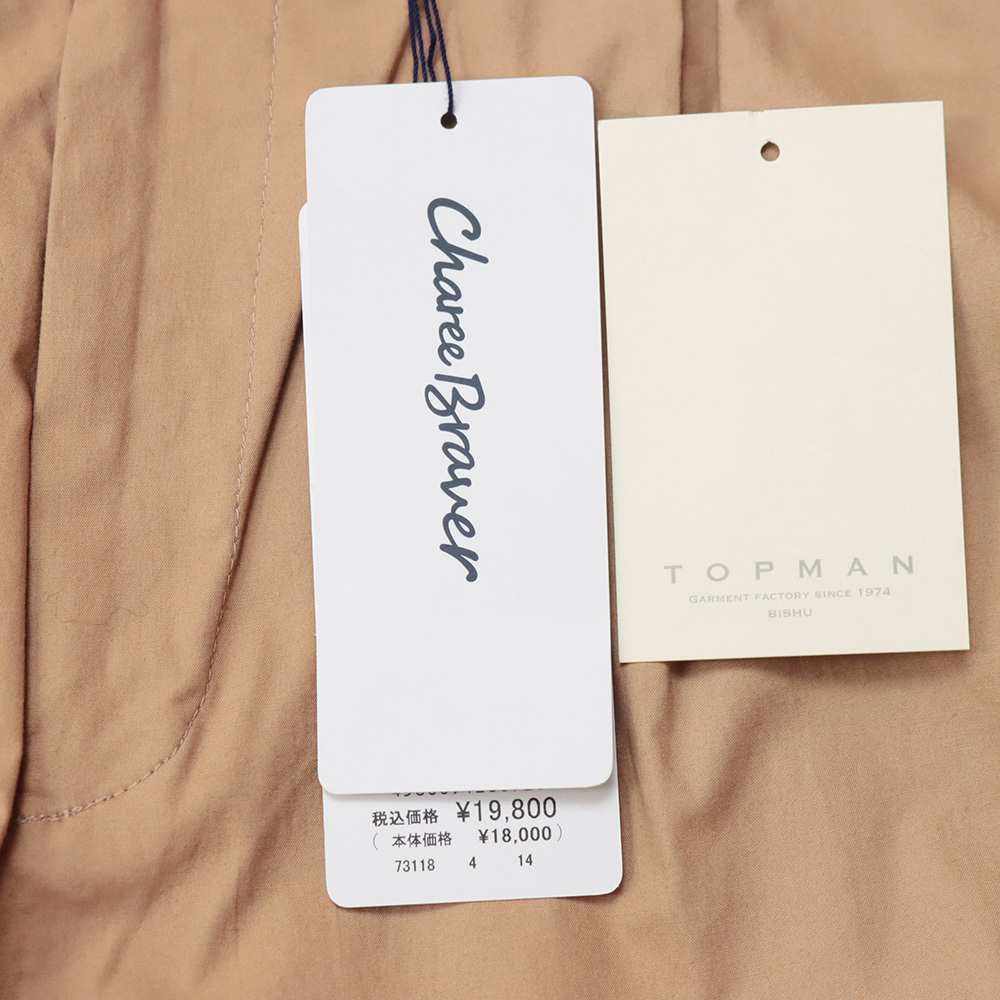 Charee Braver
税込価格 ¥19,800
( 本体価格 ¥18,000 )
73118 4 14
TOPMAN
GARMENT FACTORY SINCE 1974
BISHU